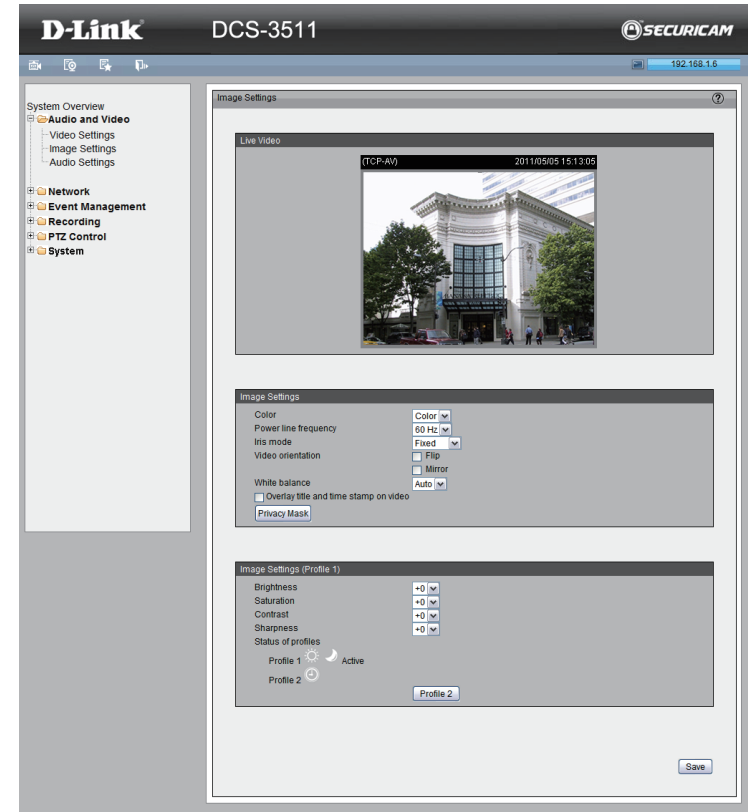 D-Link
DCS-3511
SECURICAM
192.168.1.6
System Overview
Audio and Video
Video Settings
Image Settings
Audio Settings
Network
Event Management
Recording
PTZ Control
System
Image Settings
?
Live Video
(TCP-AV) 2011/05/05 15:13:05
Image Settings
Color Color
Power line frequency 60 Hz
Iris mode Fixed
Video orientation Flip
Mirror
White balance Auto
Overlay title and time stamp on video
Privacy Mask
Image Settings (Profile 1)
Brightness +0
Saturation +0
Contrast +0
Sharpness +0
Status of profiles
Profile 1 Active
Profile 2
Profile 2
Save